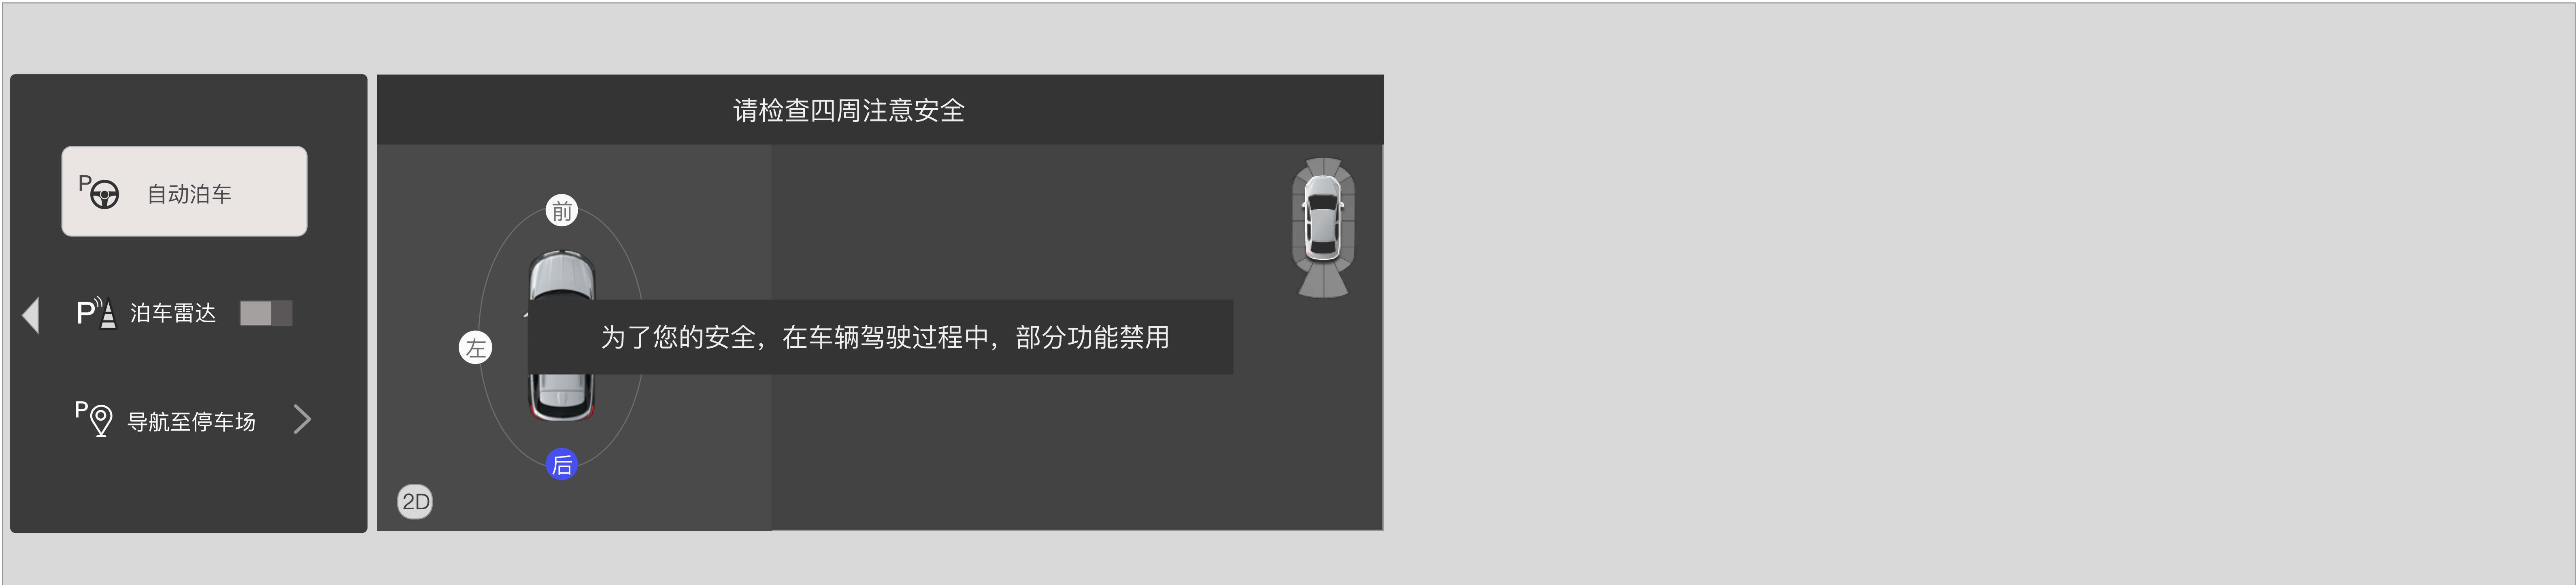 请检查四周注意安全
P 自动泊车
前
P 泊车雷达
左
为了您的安全，在车辆驾驶过程中，部分功能禁用
P 导航至停车场
后
2D